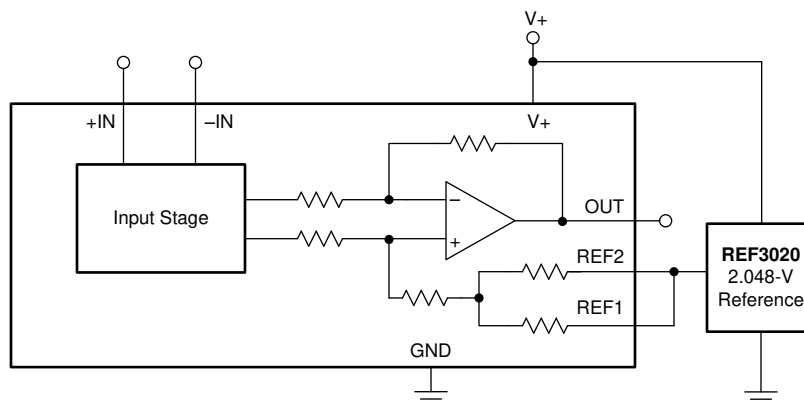 V+
+IN
–IN
V+
Input Stage
–
+
OUT
REF2
REF1
GND
REF3020
2.048-V
Reference